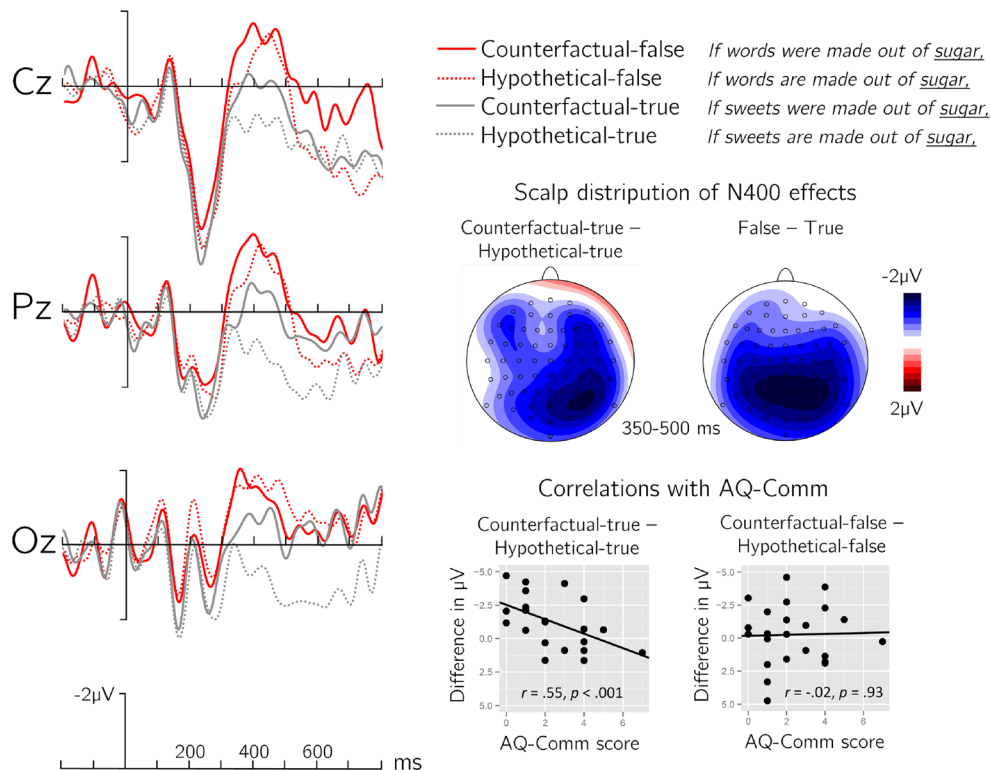 Cz
Pz
Oz
-2µV
200 400 600 ms
Counterfactual-false If words were made out of sugar,
Hypothetical-false If words are made out of sugar,
Counterfactual-true If sweets were made out of sugar,
Hypothetical-true If sweets are made out of sugar,
Scalp distripution of N400 effects
Counterfactual-true –
Hypothetical-true
False – True
-2µV
2µV
350-500 ms
Correlations with AQ-Comm
Counterfactual-true –
Hypothetical-true
Difference in µV
-5.0
-2.5
0.0
2.5
5.0
r = .55, p < .001
0 2 4 6
AQ-Comm score
Counterfactual-false –
Hypothetical-false
Difference in µV
-5.0
-2.5
0.0
2.5
5.0
r = -.02, p = .93
0 2 4 6
AQ-Comm score